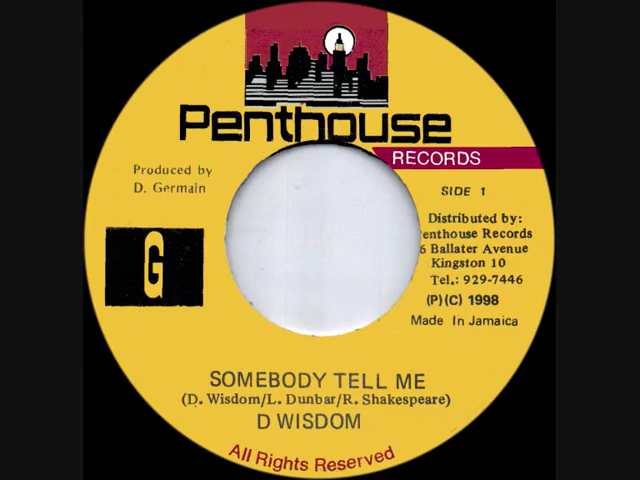 Penthouse
RECORDS
Produced by
D. Germain
SIDE 1
Distributed by:
Penthouse Records
6 Ballater Avenue
Kingston 10
Tel.: 929-7446
(P)(C) 1998
Made In Jamaica
G
SOMEBODY TELL ME
(D. Wisdom/L. Dunbar/R. Shakespeare)
D WISDOM
All Rights Reserved